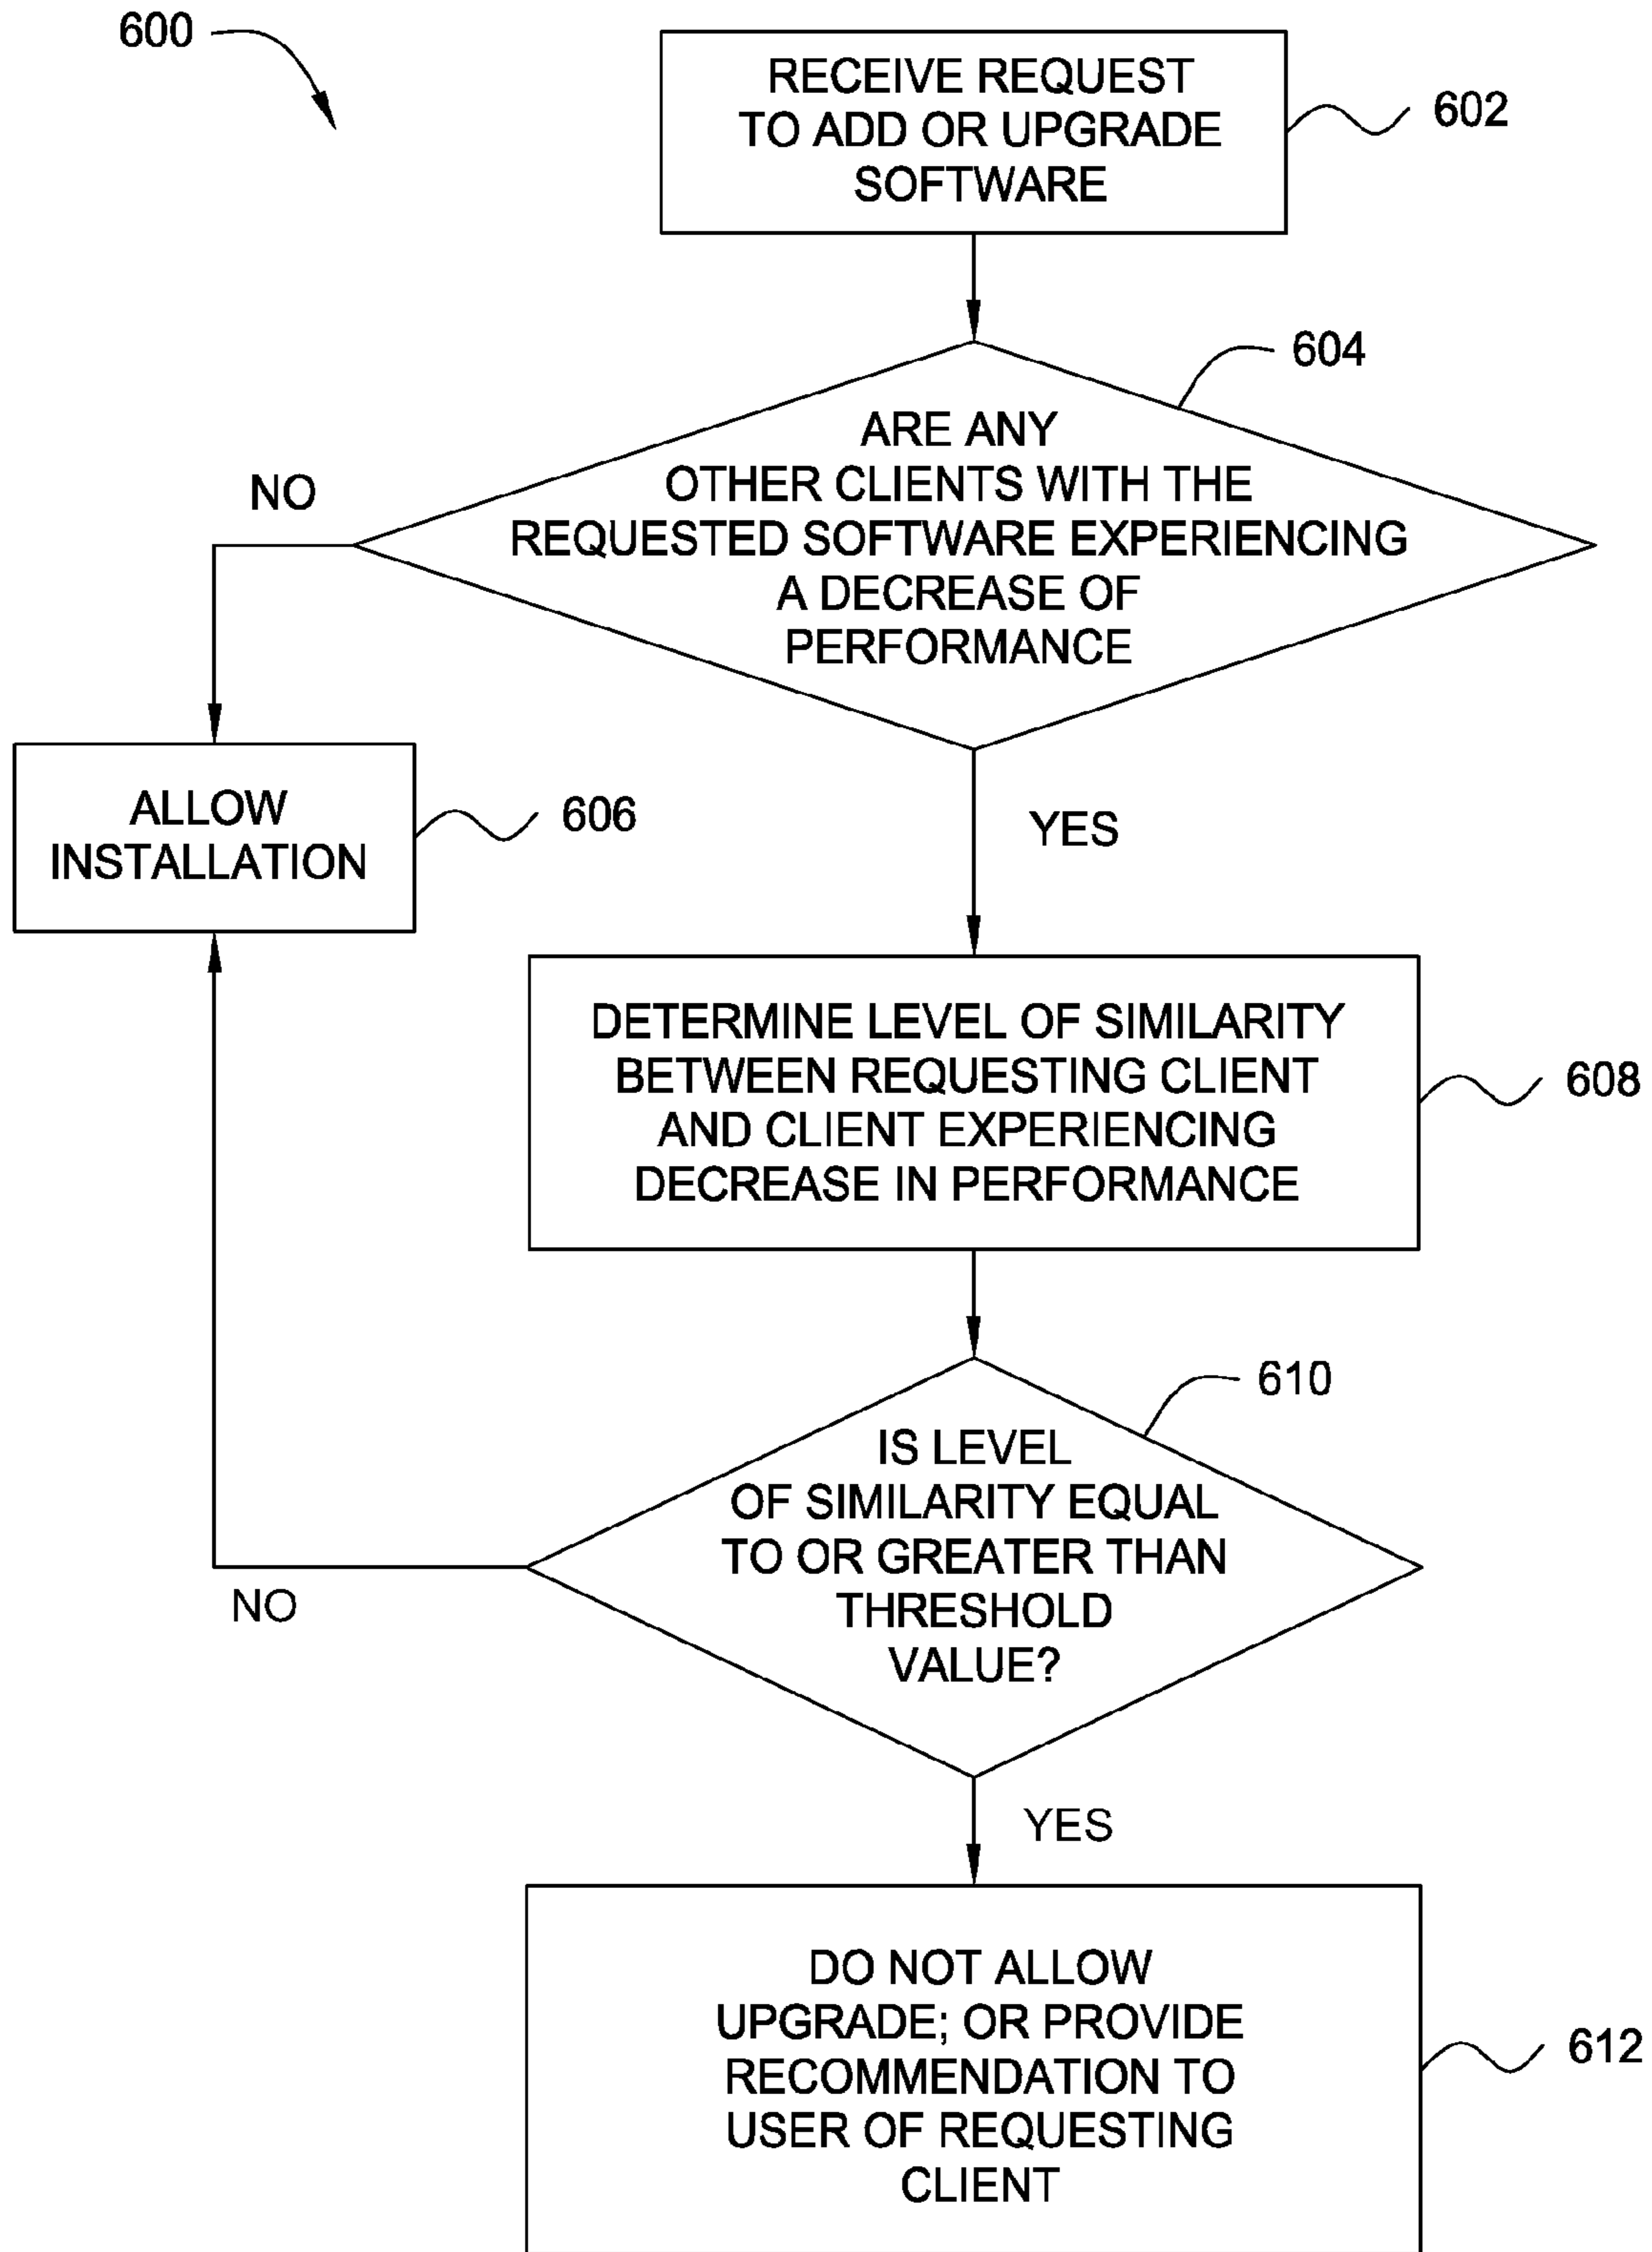 600
RECEIVE REQUEST
TO ADD OR UPGRADE
SOFTWARE
602
604
ARE ANY
OTHER CLIENTS WITH THE
REQUESTED SOFTWARE EXPERIENCING
A DECREASE OF
PERFORMANCE
NO
ALLOW
INSTALLATION
606
YES
DETERMINE LEVEL OF SIMILARITY
BETWEEN REQUESTING CLIENT
AND CLIENT EXPERIENCING
DECREASE IN PERFORMANCE
608
610
IS LEVEL
OF SIMILARITY EQUAL
TO OR GREATER THAN
THRESHOLD
VALUE?
NO
YES
DO NOT ALLOW
UPGRADE; OR PROVIDE
RECOMMENDATION TO
USER OF REQUESTING
CLIENT
612